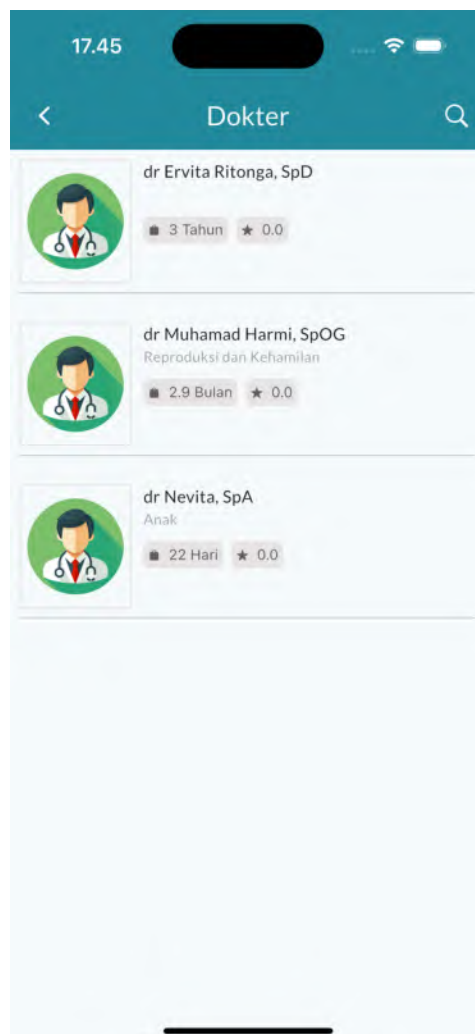 17.45
Dokter
dr Ervita Ritonga, SpD
3 Tahun 0.0
dr Muhamad Harmi, SpOG
Reproduksi dan Kehamilan
2.9 Bulan 0.0
dr Nevita, SpA
Anak
22 Hari 0.0